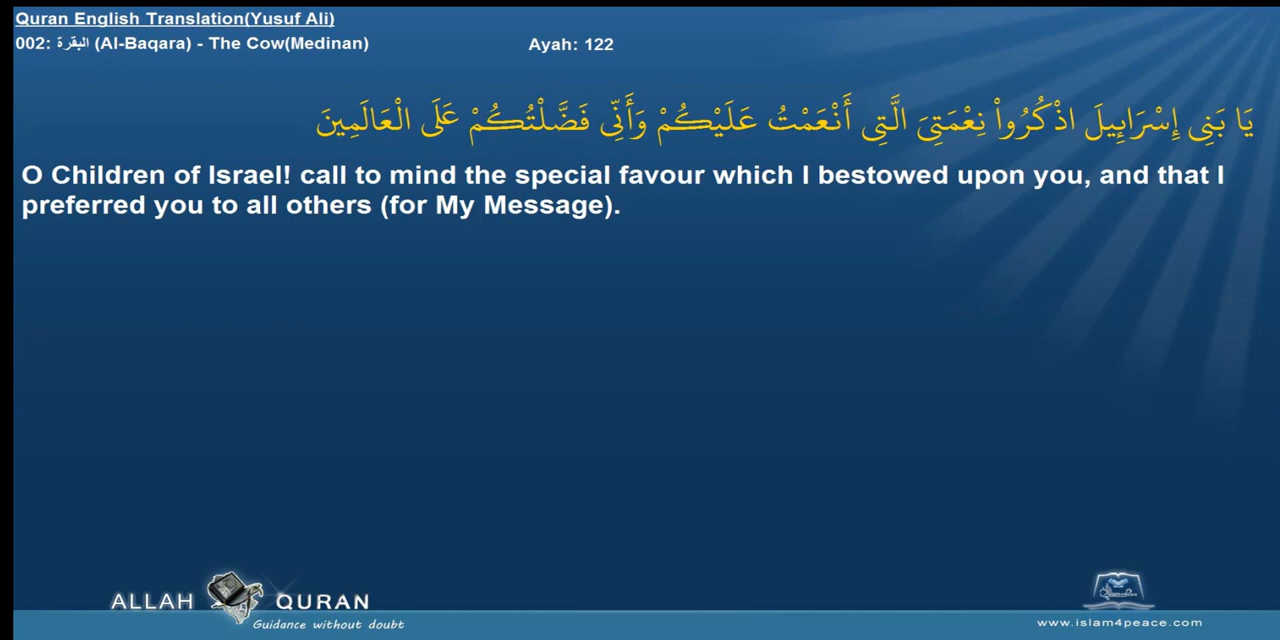 Quran English Translation(Yusuf Ali)
002: البقرة (Al-Baqara) - The Cow(Medinan) Ayah: 122
يَا بَنِي إِسْرَائِيلَ اذْكُرُواْ نِعْمَتِيَ الَّتِي أَنْعَمْتُ عَلَيْكُمْ وَأَنِّي فَضَّلْتُكُمْ عَلَى الْعَالَمِينَ
O Children of Israel! call to mind the special favour which I bestowed upon you, and that I
preferred you to all others (for My Message).
ALLAH QURAN
Guidance without doubt
www.islam4peace.com